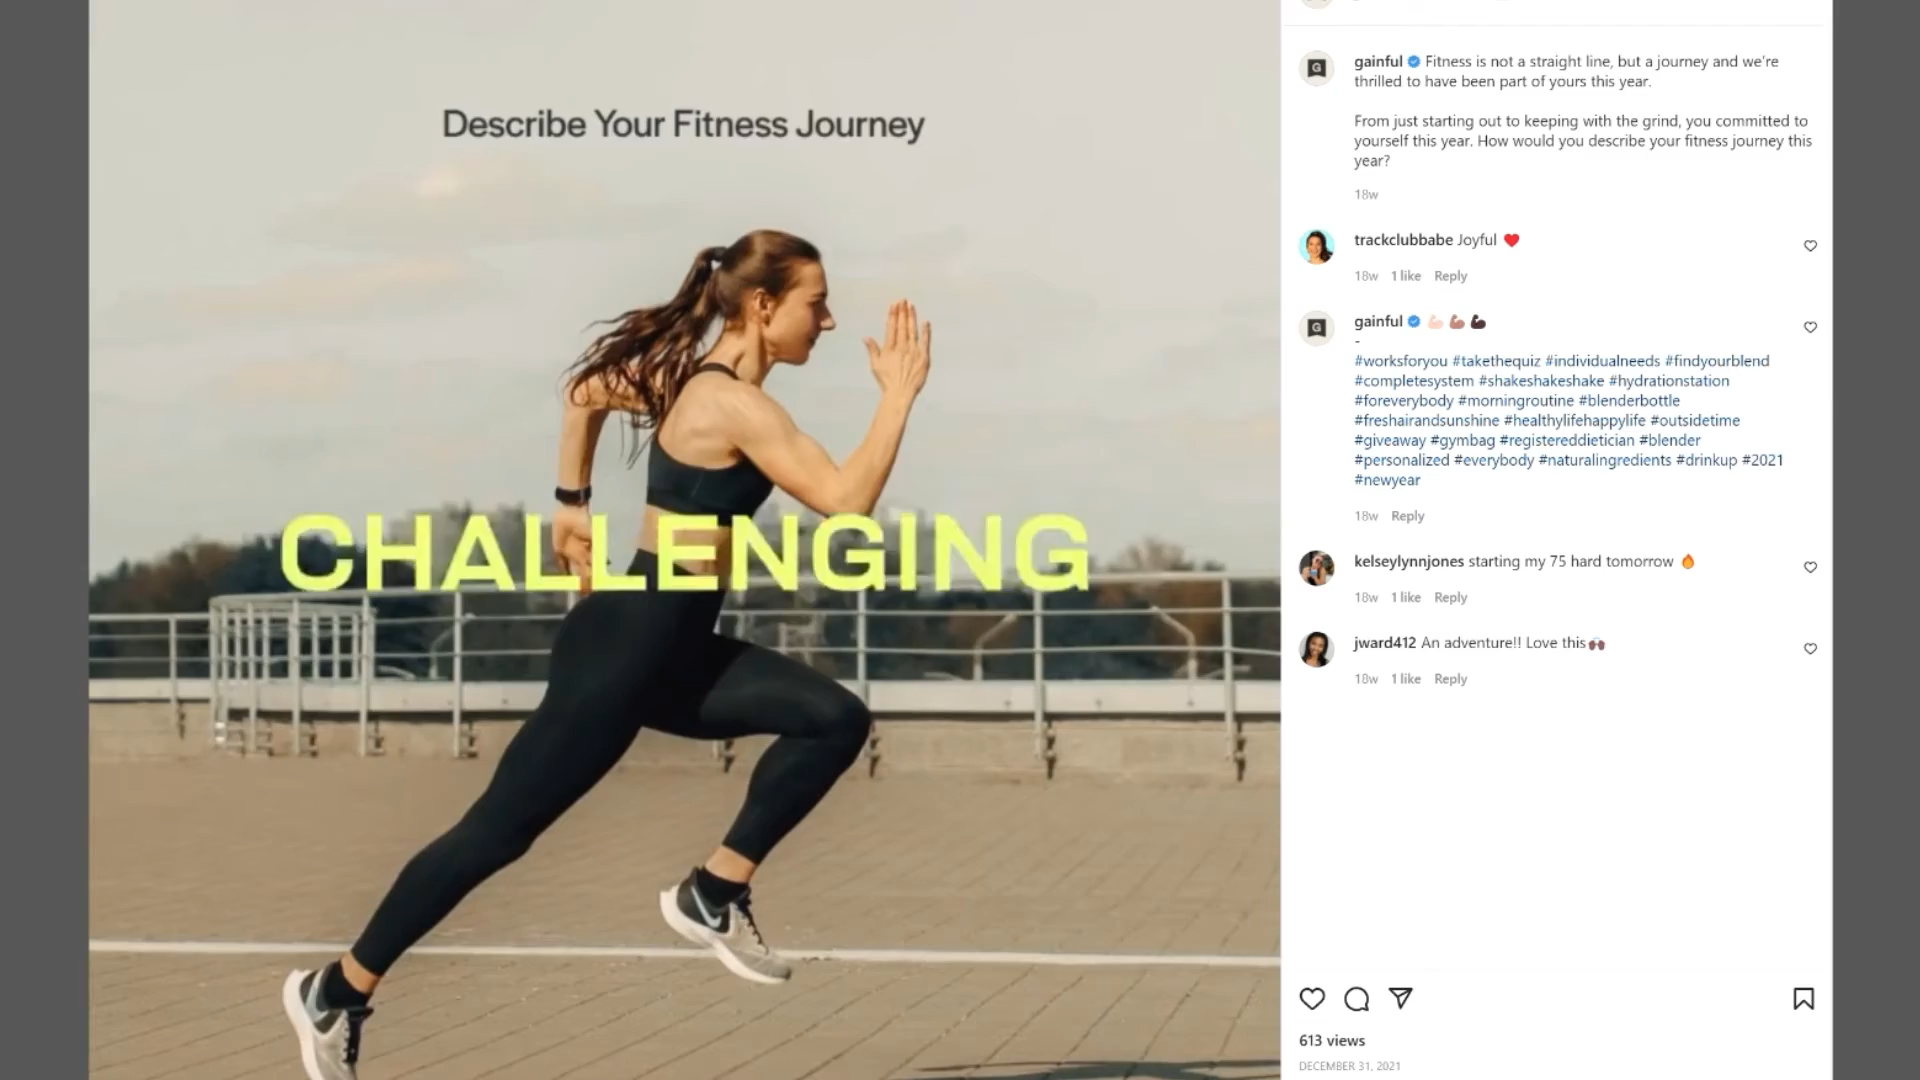 Describe Your Fitness Journey
CHALLENGING
G
gainful Fitness is not a straight line, but a journey and we're
thrilled to have been part of yours this year.
From just starting out to keeping with the grind, you committed to
yourself this year. How would you describe your fitness journey this
year?
18w
trackclubbabe Joyful ❤️
18w 1 like Reply
G
gainful 💪🏻 💪🏽 💪🏿
-
#worksforyou #takethequiz #individualneeds #findyourblend
#completesystem #shakeshakeshake #hydrationstation
#foreverybody #morningroutine #blenderbottle
#freshairandsunshine #healthylifehappylife #outsidetime
#giveaway #gymbag #registereddietician #blender
#personalized #everybody #naturalingredients #drinkup #2021
#newyear
18w Reply
kelseylynnjones starting my 75 hard tomorrow 🔥
18w 1 like Reply
jward412 An adventure!! Love this🙌🏿
18w 1 like Reply
613 views
DECEMBER 31, 2021